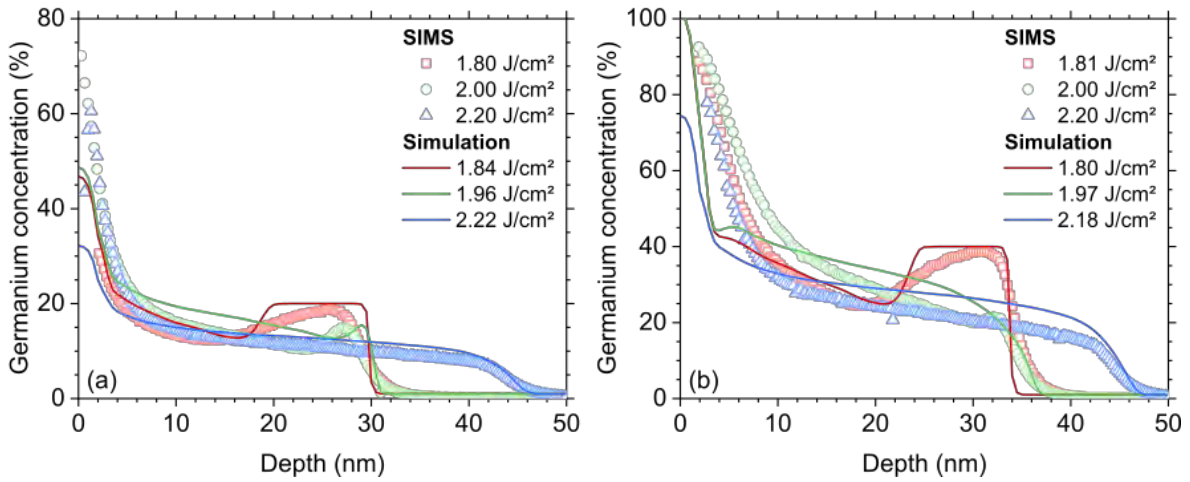 80
60
40
20
0
Germanium concentration (%)
SIMS
1.80 J/cm²
2.00 J/cm²
2.20 J/cm²
Simulation
1.84 J/cm²
1.96 J/cm²
2.22 J/cm²
(a)
0 10 20 30 40 50
Depth (nm)
100
80
60
40
20
0
Germanium concentration (%)
SIMS
1.81 J/cm²
2.00 J/cm²
2.20 J/cm²
Simulation
1.80 J/cm²
1.97 J/cm²
2.18 J/cm²
(b)
0 10 20 30 40 50
Depth (nm)